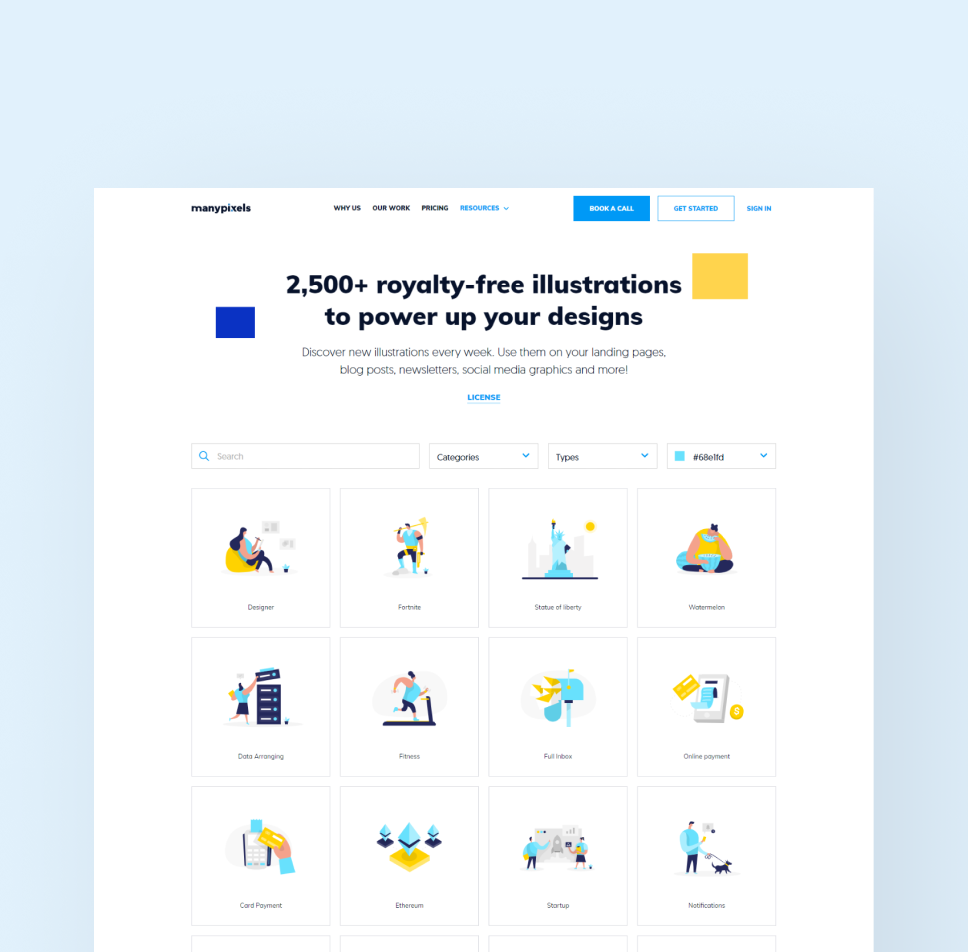 manypixels
WHY US
OUR WORK
PRICING
RESOURCES
BOOK A CALL
GET STARTED
SIGN IN
2,500+ royalty-free illustrations
to power up your designs
Discover new illustrations every week. Use them on your landing pages,
blog posts, newsletters, social media graphics and more!
LICENSE
Search
Categories
Types
#68e1fd
Designer
Fortnite
Statue of liberty
Watermelon
Data Arranging
Fitness
Full Inbox
Online payment
$
Card Payment
Ethereum
Startup
Notifications